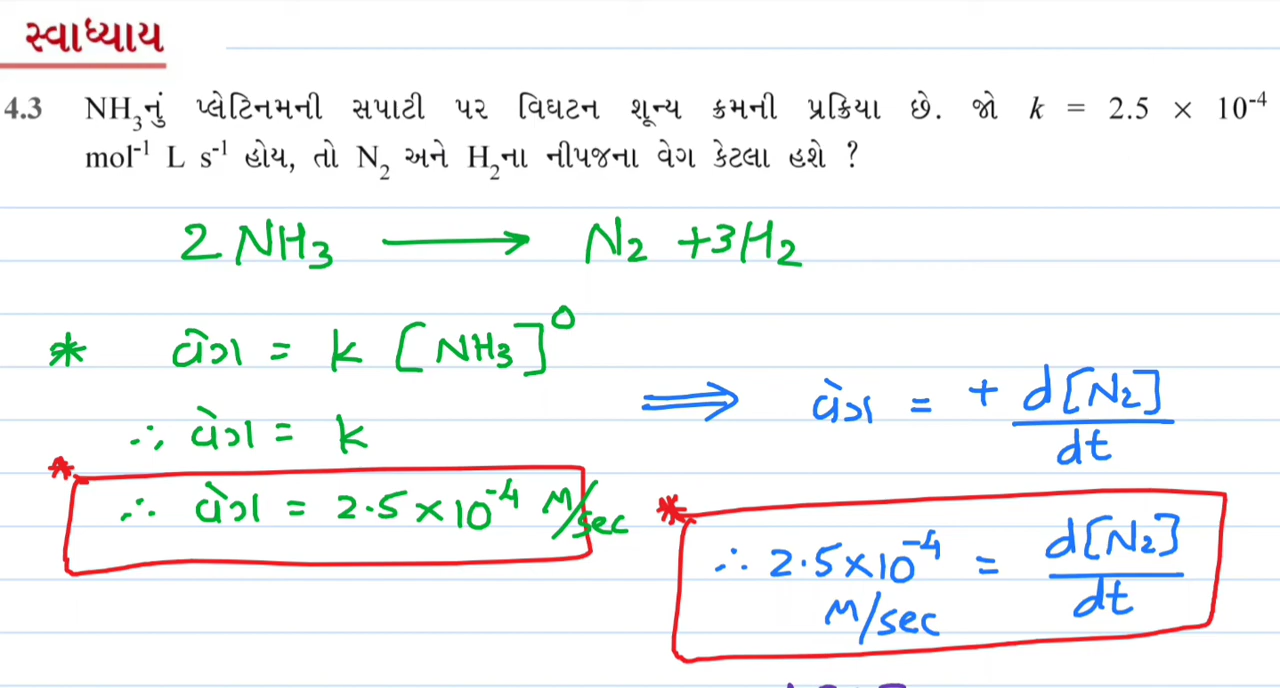 સ્વાધ્યાય
4.3 NH₃નું પ્લેટિનમની સપાટી પર વિઘટન શૂન્ય ક્રમની પ્રક્રિયા છે. જો k = 2.5 × 10⁻⁴
mol⁻¹ L s⁻¹ હોય, તો N₂ અને H₂ના નીપજના વેગ કેટલા હશે ?
2 NH₃ ⟶ N₂ +3H₂
* વેગ = k [NH₃]⁰
∴ વેગ = k
* ∴ વેગ = 2.5×10⁻⁴ M/sec
⟹ વેગ = + d[N₂]/dt
* ∴ 2.5×10⁻⁴ = d[N₂]/dt
M/sec